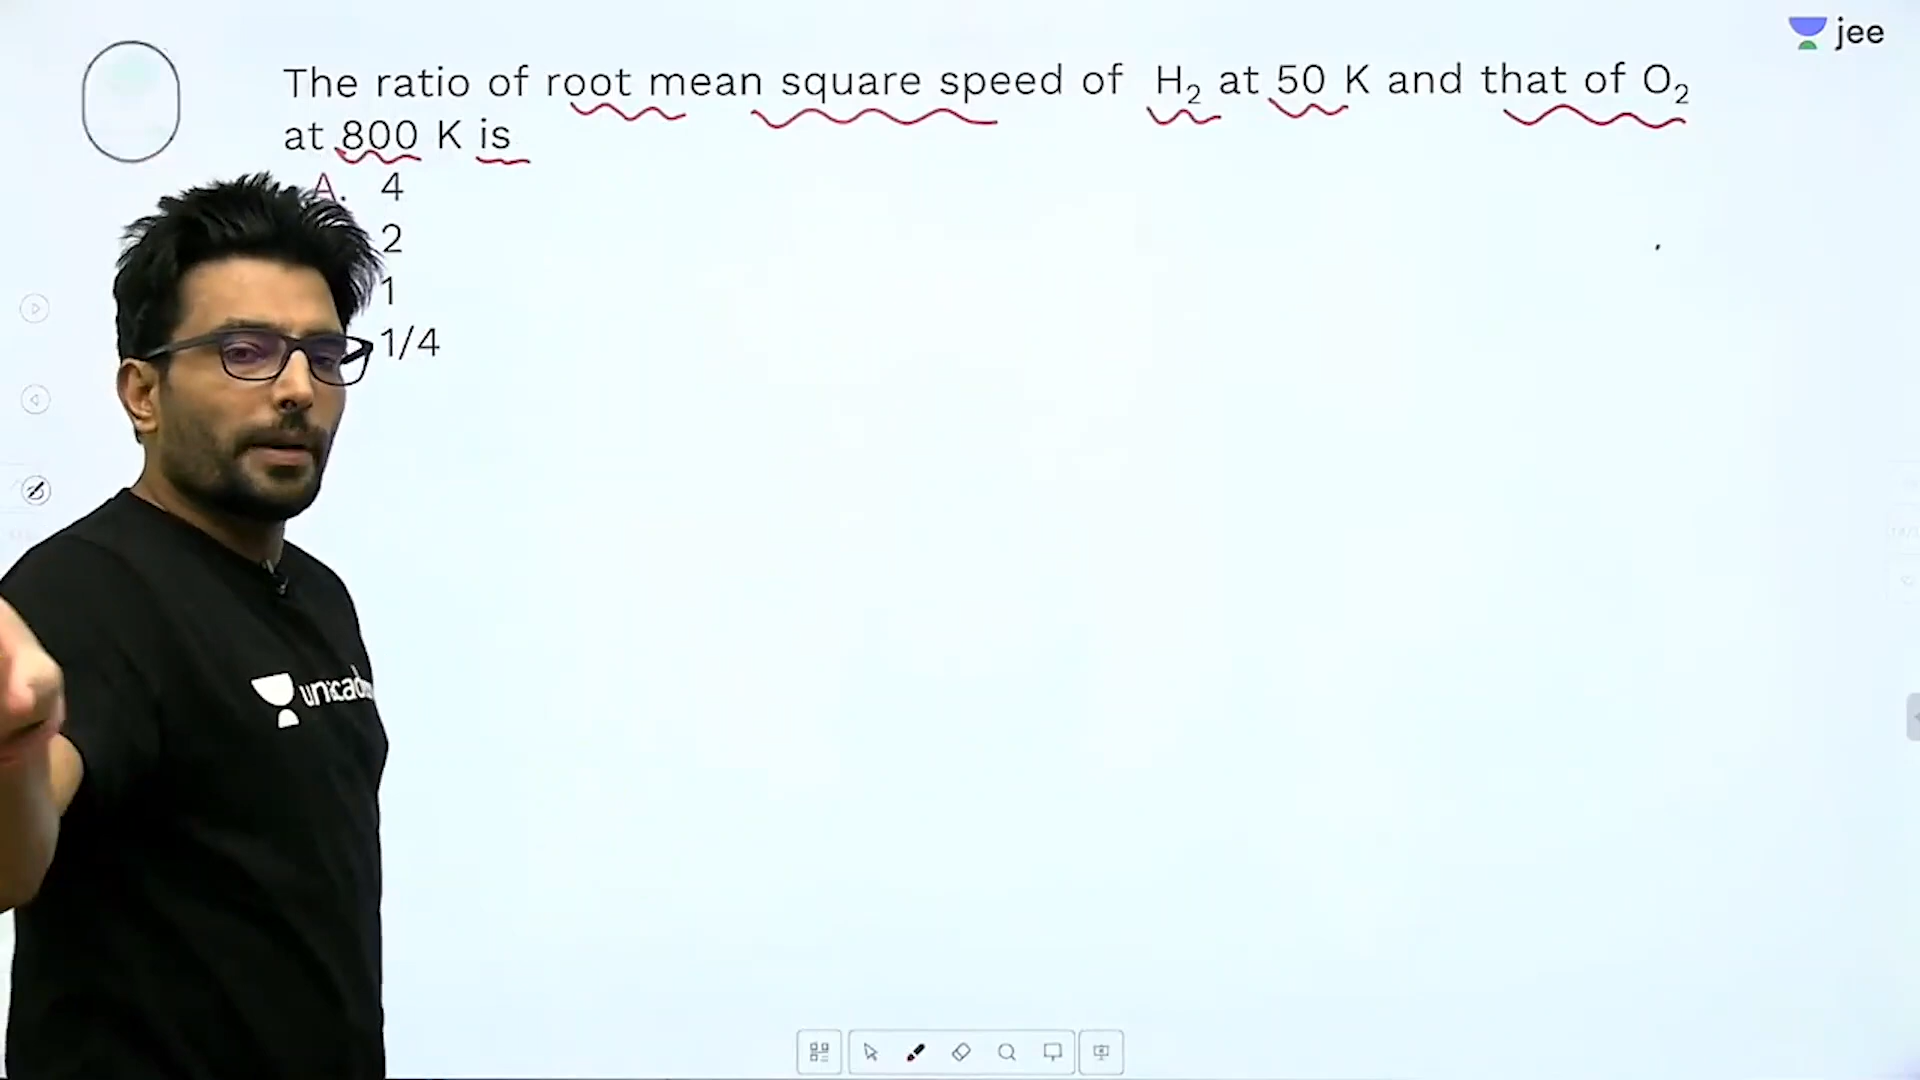 jee
The ratio of root mean square speed of H₂ at 50 K and that of O₂
at 800 K is
A. 4
2
1
1/4